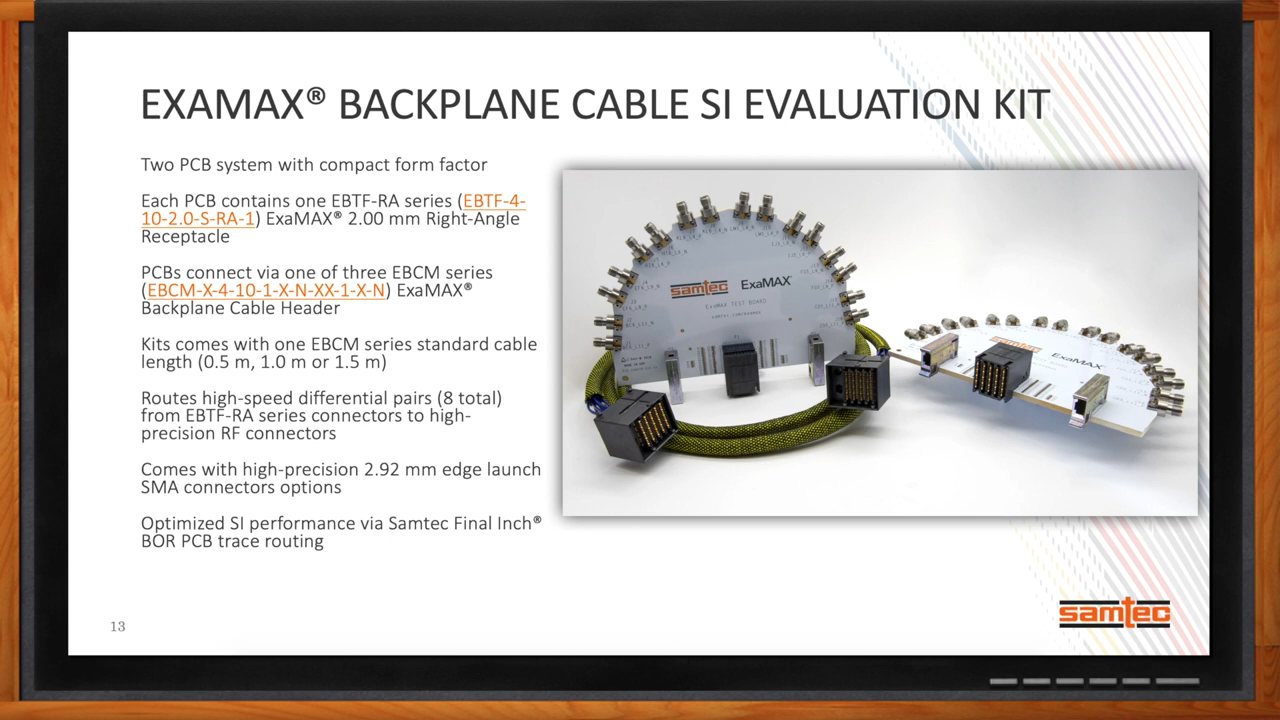 EXAMAX® BACKPLANE CABLE SI EVALUATION KIT
Two PCB system with compact form factor
Each PCB contains one EBTF-RA series (EBTF-4-
10-2.0-S-RA-1) ExaMAX® 2.00 mm Right-Angle
Receptacle
PCBs connect via one of three EBCM series
(EBCM-X-4-10-1-X-N-XX-1-X-N) ExaMAX®
Backplane Cable Header
Kits comes with one EBCM series standard cable
length (0.5 m, 1.0 m or 1.5 m)
Routes high-speed differential pairs (8 total)
from EBTF-RA series connectors to high-
precision RF connectors
Comes with high-precision 2.92 mm edge launch
SMA connectors options
Optimized SI performance via Samtec Final Inch®
BOR PCB trace routing
samtec ExaMAX®
ExaMAX TEST BOARD
samtec
ExaMAX
samtec
13